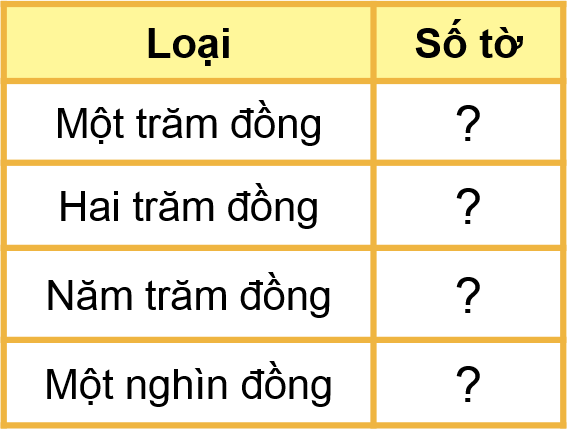 Loại Số tờ
Một trăm đồng ?
Hai trăm đồng ?
Năm trăm đồng ?
Một nghìn đồng ?